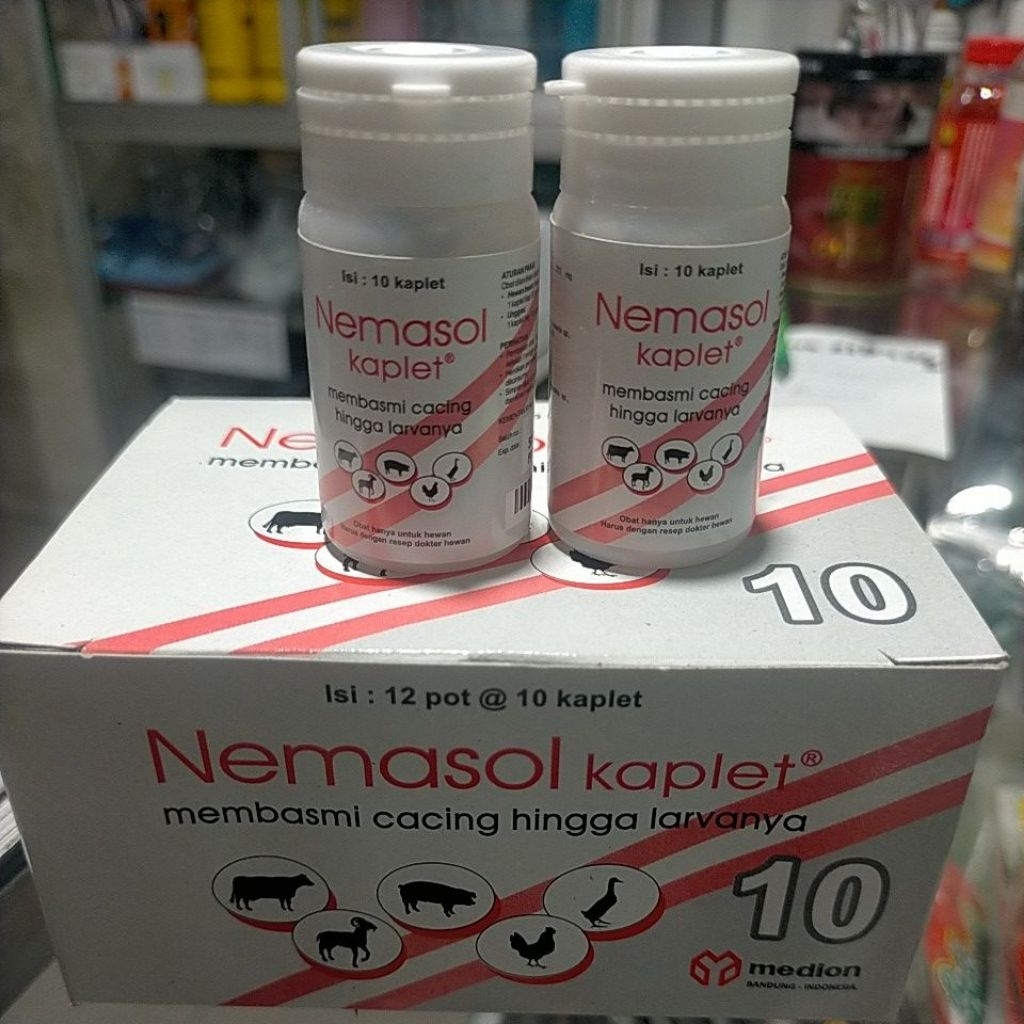 Isi : 10 kaplet
Nemasol
kaplet®
membasmi cacing
hingga larvanya
Obat hanya untuk hewan
Harus dengan resep dokter hewan
ATURAN PAKAI
Isi : 10 kaplet
Nemasol
kaplet®
membasmi cacing
hingga larvanya
Obat hanya untuk hewan
Harus dengan resep dokter hewan
10
Isi : 12 pot @ 10 kaplet
Nemasol kaplet®
membasmi cacing hingga larvanya
10
medion
BANDUNG - INDONESIA